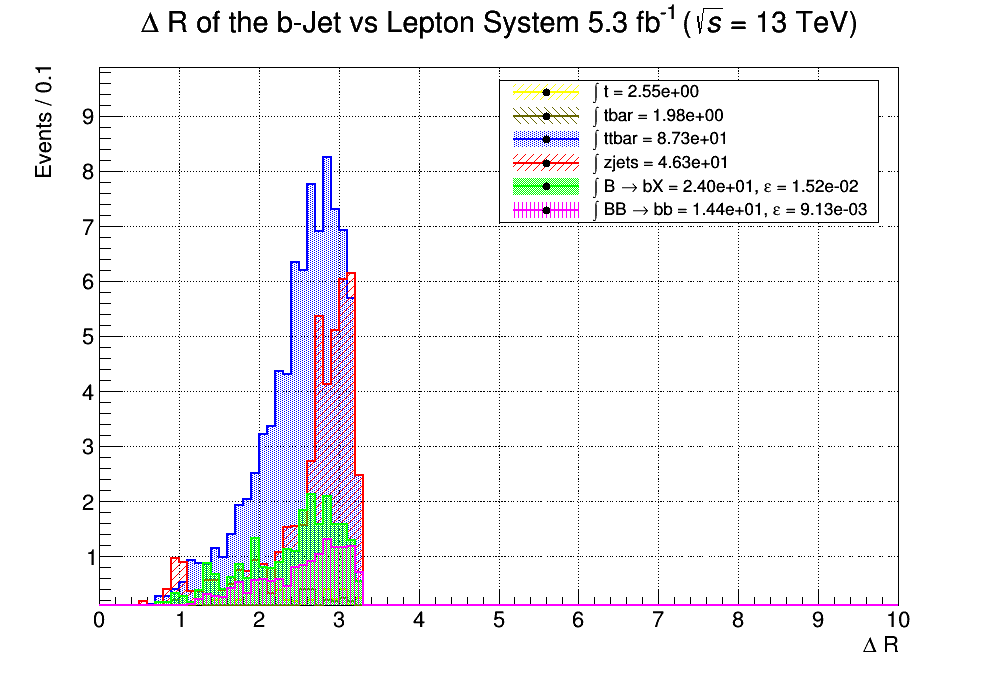 Δ R of the b-Jet vs Lepton System 5.3 fb⁻¹ (√s = 13 TeV)
Events / 0.1
∫ t = 2.55e+00
∫ tbar = 1.98e+00
∫ ttbar = 8.73e+01
∫ zjets = 4.63e+01
∫ B → bX = 2.40e+01, ε = 1.52e-02
∫ BB → bb = 1.44e+01, ε = 9.13e-03
9
8
7
6
5
4
3
2
1
0 1 2 3 4 5 6 7 8 9 10
Δ R